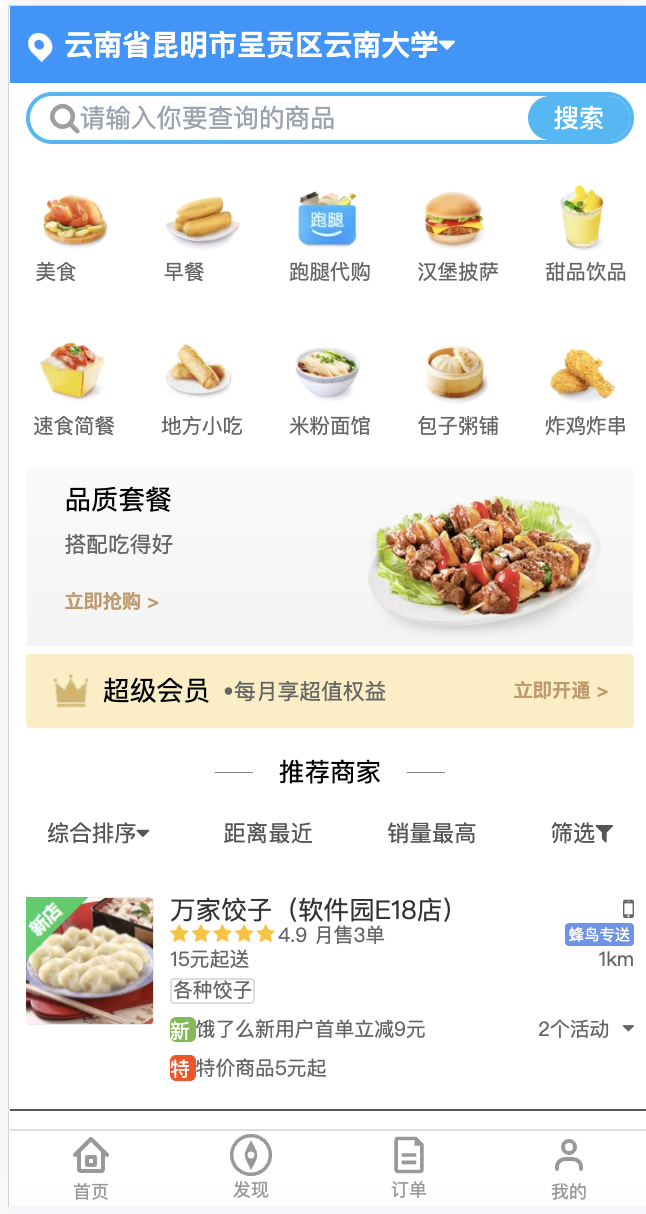 云南省昆明市呈贡区云南大学
请输入你要查询的商品 搜索
跑腿
美食 早餐 跑腿代购 汉堡披萨 甜品饮品
速食简餐 地方小吃 米粉面馆 包子粥铺 炸鸡炸串
品质套餐
搭配吃得好
立即抢购 >
超级会员 •每月享超值权益 立即开通 >
推荐商家
综合排序 距离最近 销量最高 筛选
新店
万家饺子（软件园E18店）
4.9 月售3单 蜂鸟专送
15元起送 1km
各种饺子
新 饿了么新用户首单立减9元 2个活动
特 特价商品5元起
首页 发现 订单 我的